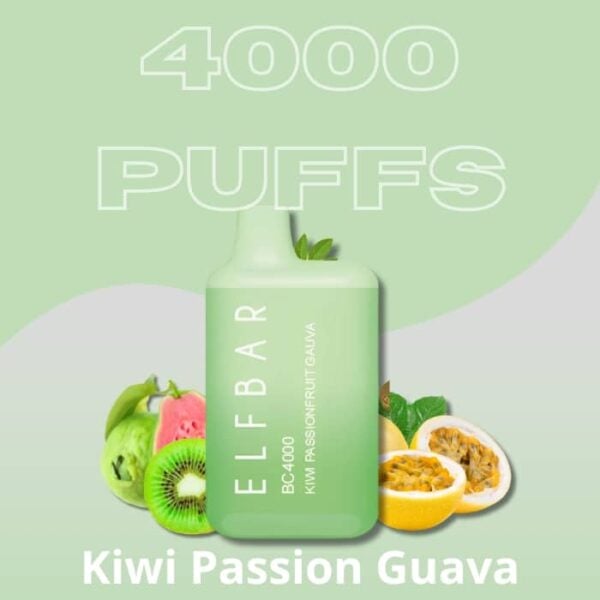 4000
PUFFS
ELFBAR
BC4000
KIWI PASSIONFRUIT GAUVA
Kiwi Passion Guava